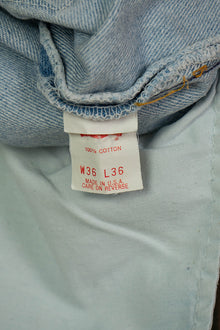 100% COTTON
W36 L36
MADE IN U.S.A.
CARE ON REVERSE